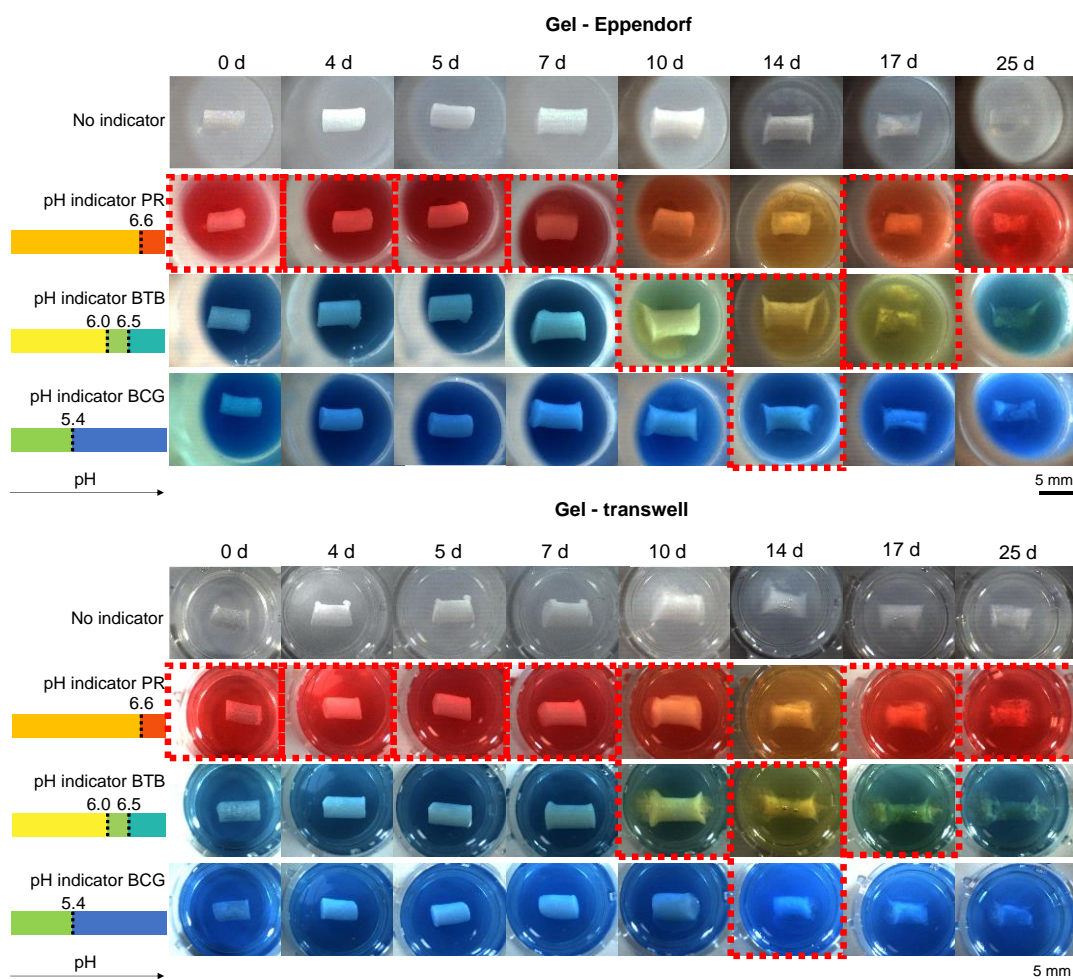 Gel - Eppendorf
0 d 4 d 5 d 7 d 10 d 14 d 17 d 25 d
No indicator
pH indicator PR
6.6
pH indicator BTB
6.0 6.5
pH indicator BCG
5.4
pH
5 mm
Gel - transwell
0 d 4 d 5 d 7 d 10 d 14 d 17 d 25 d
No indicator
pH indicator PR
6.6
pH indicator BTB
6.0 6.5
pH indicator BCG
5.4
pH
5 mm